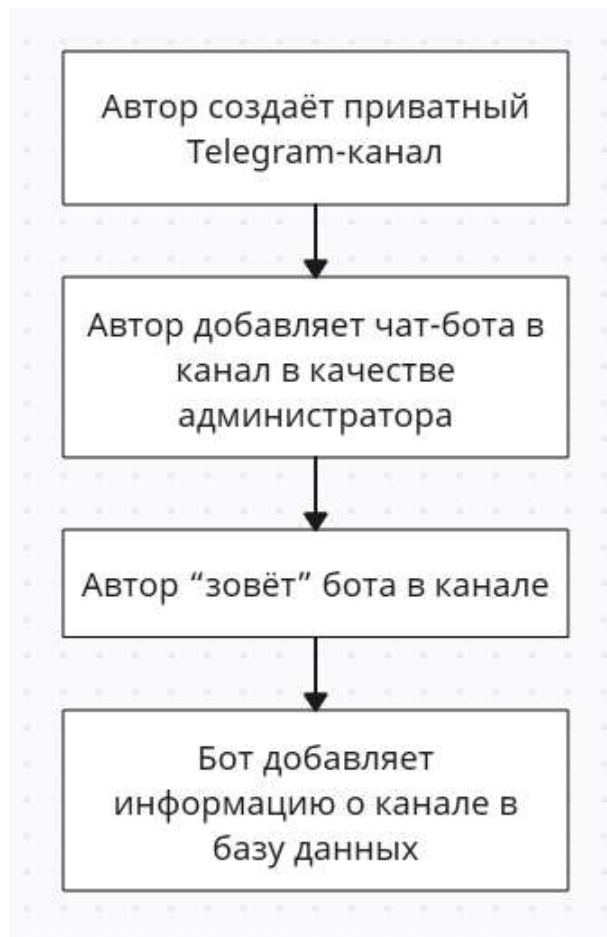 Автор создаёт приватный
Telegram-канал
Автор добавляет чат-бота в
канал в качестве
администратора
Автор “зовёт” бота в канале
Бот добавляет
информацию о канале в
базу данных